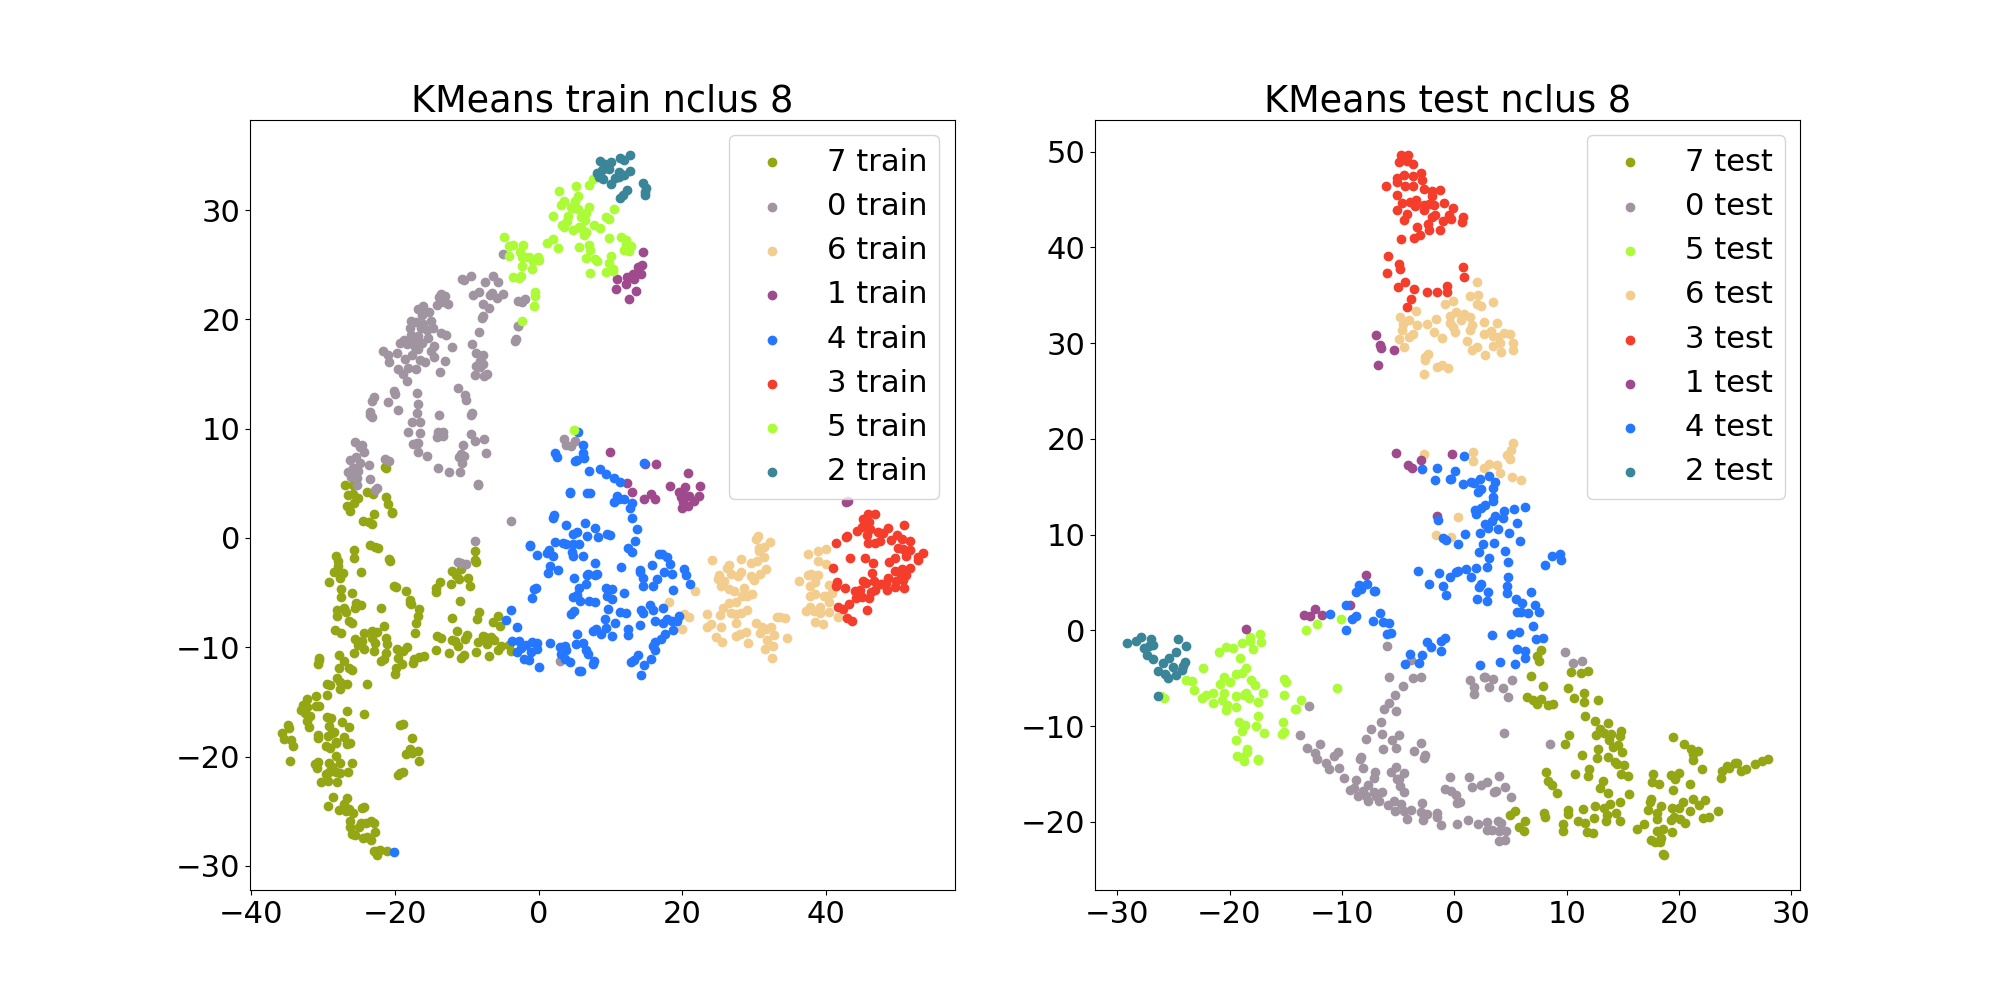 KMeans train nclus 8
30
20
10
0
−10
−20
−30
−40
−20
0
20
40
7 train
0 train
6 train
1 train
4 train
3 train
5 train
2 train
KMeans test nclus 8
50
40
30
20
10
0
−10
−20
−30
−20
−10
0
10
20
30
7 test
0 test
5 test
6 test
3 test
1 test
4 test
2 test